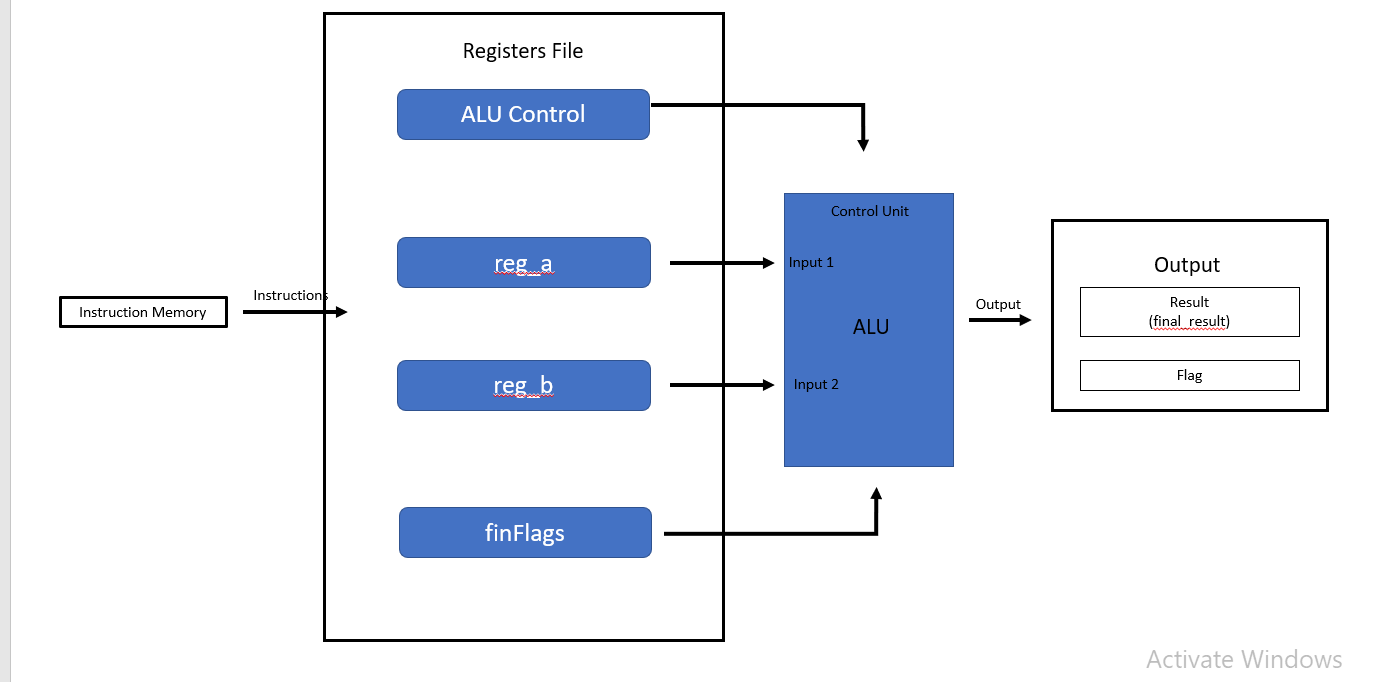 Registers File
ALU Control
reg_a
reg_b
finFlags
Instruction Memory
Instructions
Control Unit
Input 1
ALU
Input 2
Output
Output
Result
(final_result)
Flag
Activate Windows